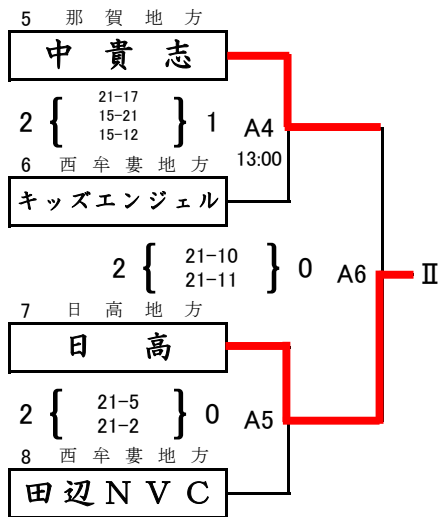 5 那賀地方
中貴志
2 { 21-17 } 1
15-21
15-12
A4
13:00
6 西牟婁地方
キッズエンジェル
2 { 21-10 } 0
21-11
A6
Ⅱ
7 日高地方
日高
2 { 21-5 } 0
21-2
A5
8 西牟婁地方
田辺NVC